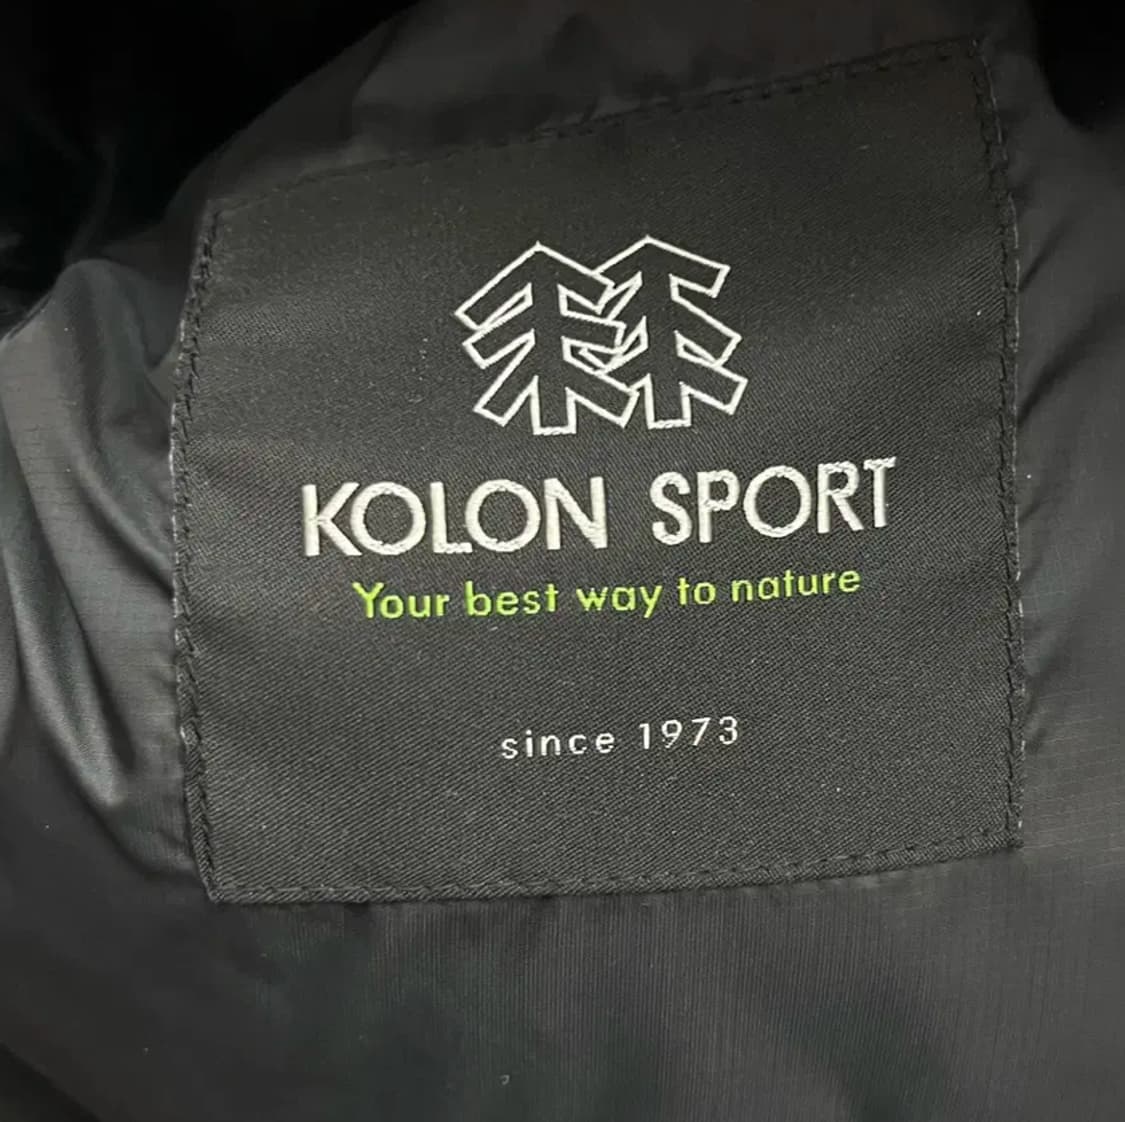 KOLON SPORT
Your best way to nature
since 1973